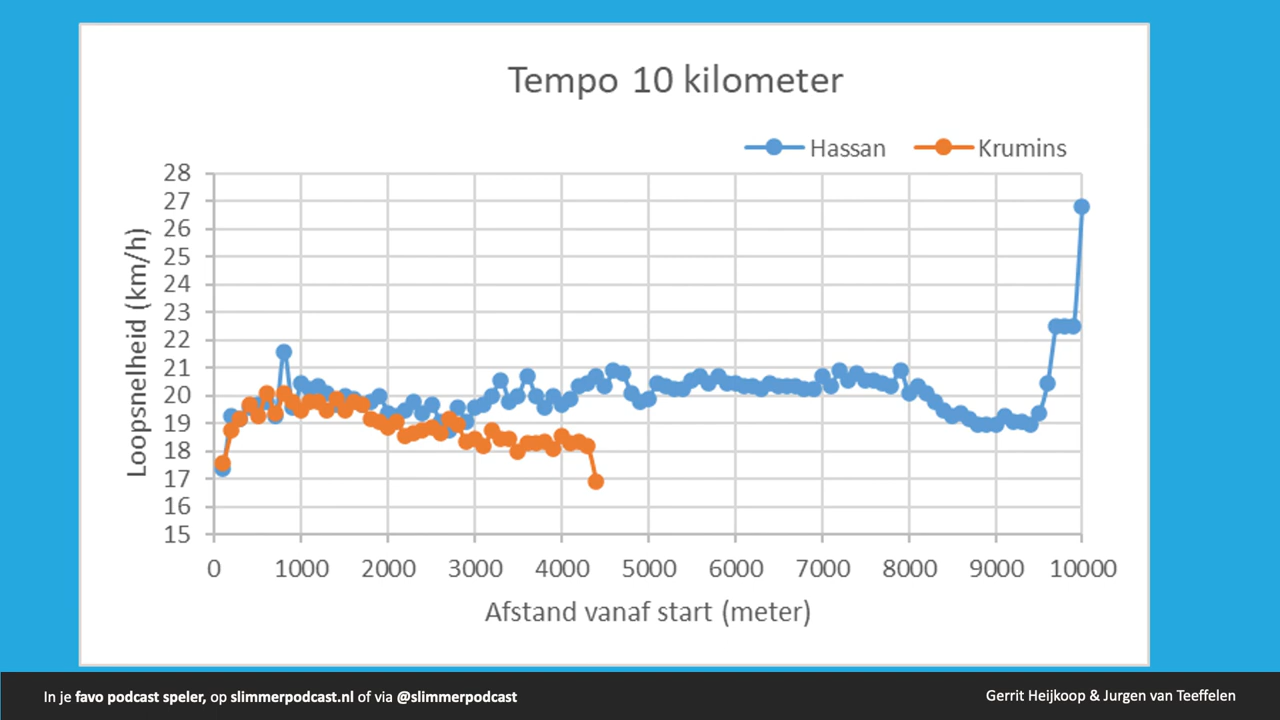 Tempo 10 kilometer
Hassan Krumins
28
27
26
25
24
23
22
21
20
19
18
17
16
15
Loopsnelheid (km/h)
0 1000 2000 3000 4000 5000 6000 7000 8000 9000 10000
Afstand vanaf start (meter)
In je favo podcast speler, op slimmerpodcast.nl of via @slimmerpodcast
Gerrit Heijkoop & Jurgen van Teeffelen